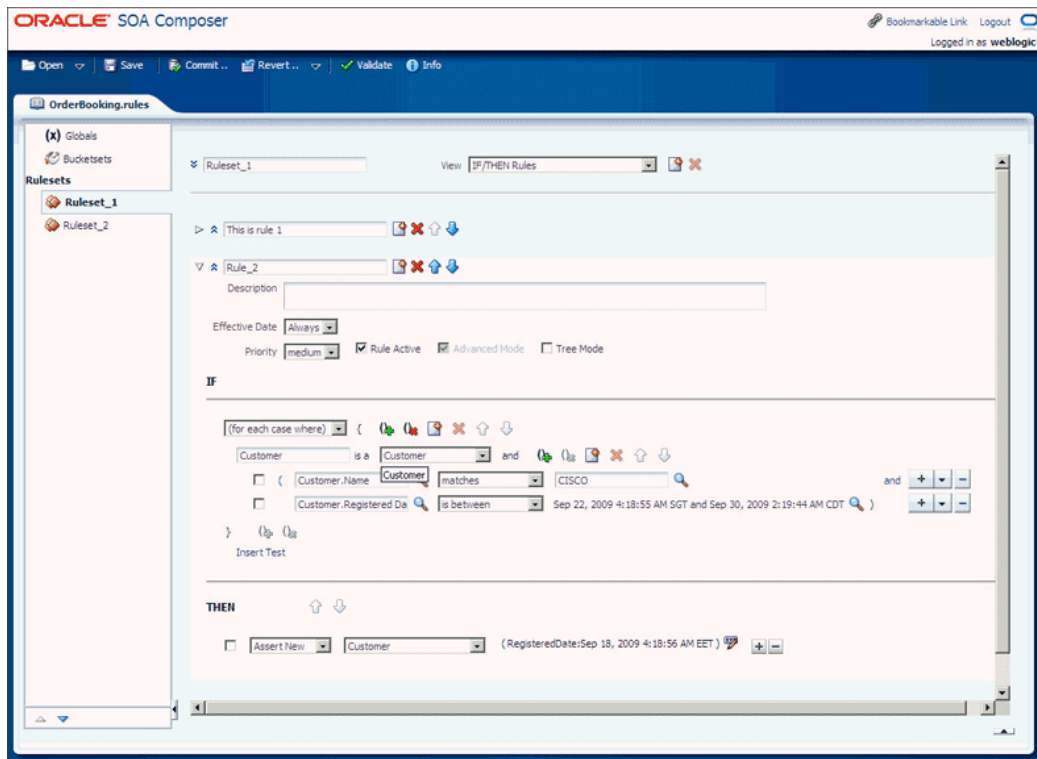 ORACLE SOA Composer
Bookmarkable Link Logout
Logged in as weblogic
Open Save Commit .. Revert .. Validate Info
OrderBooking.rules
(x) Globals
Bucketsets
Rulesets
Ruleset_1
Ruleset_2
Ruleset_1 View IF/THEN Rules
This is rule 1
Rule_2
Description
Effective Date Always
Priority medium Rule Active Advanced Mode Tree Mode
IF
(for each case where) {
Customer is a Customer and
Customer
( Customer.Name matches CISCO and
Customer.Registered Da is between Sep 22, 2009 4:18:55 AM SGT and Sep 30, 2009 2:19:44 AM CDT )
}
Insert Test
THEN
Assert New Customer (RegisteredDate:Sep 18, 2009 4:18:56 AM EET)